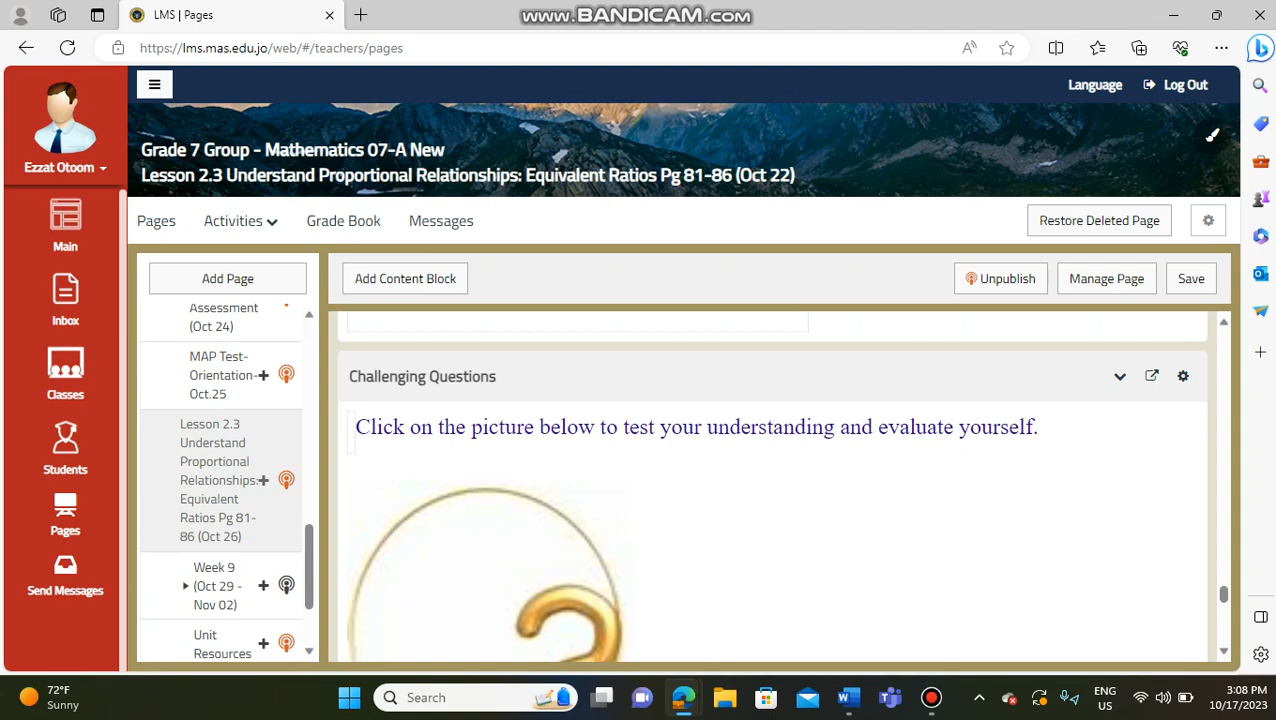 LMS | Pages
www.BANDICAM.com
https://lms.mas.edu.jo/web/#/teachers/pages
Language
Log Out
Ezzat Otoom
Grade 7 Group - Mathematics 07-A New
Lesson 2.3 Understand Proportional Relationships: Equivalent Ratios Pg 81-86 (Oct 22)
Pages
Activities
Grade Book
Messages
Restore Deleted Page
Main
Inbox
Classes
Students
Pages
Send Messages
Add Page
Assessment
(Oct 24)
MAP Test-
Orientation-
Oct.25
Lesson 2.3
Understand
Proportional
Relationships:
Equivalent
Ratios Pg 81-
86 (Oct 26)
Week 9
(Oct 29 -
Nov 02)
Unit
Resources
Add Content Block
Unpublish
Manage Page
Save
Challenging Questions
Click on the picture below to test your understanding and evaluate yourself.
72°F
Sunny
Search
ENG
US
3:08 PM
10/17/2023